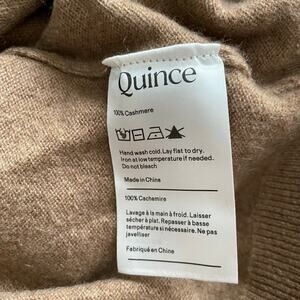 Quince
100% Cashmere
Hand wash cold. Lay flat to dry.
Iron at low temperature if needed.
Do not bleach
Made in China
100% Cachemire
Lavage à la main à froid. Laisser
sécher à plat. Repasser à basse
température si nécessaire. Ne pas
javelliser
Fabriqué en Chine